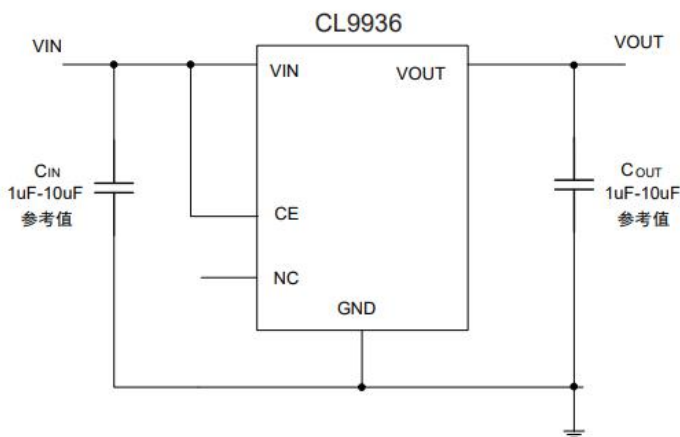 CL9936
VIN
VOUT
VIN
VOUT
CIN
1uF-10uF
参考值
COUT
1uF-10uF
参考值
CE
NC
GND